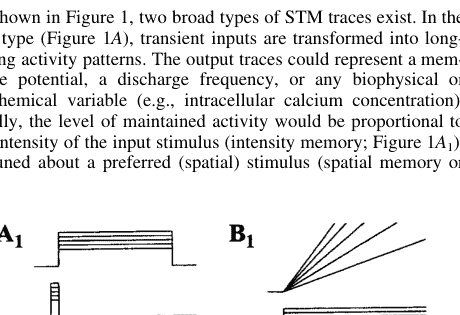 hown in Figure 1, two broad types of STM traces exist. In the
type (Figure 1A), transient inputs are transformed into long-
ng activity patterns. The output traces could represent a mem-
e potential, a discharge frequency, or any biophysical or
hemical variable (e.g., intracellular calcium concentration)
lly, the level of maintained activity would be proportional to
ntensity of the input stimulus (intensity memory; Figure 1A₁)
uned about a preferred (spatial) stimulus (spatial memory or
A₁ B₁